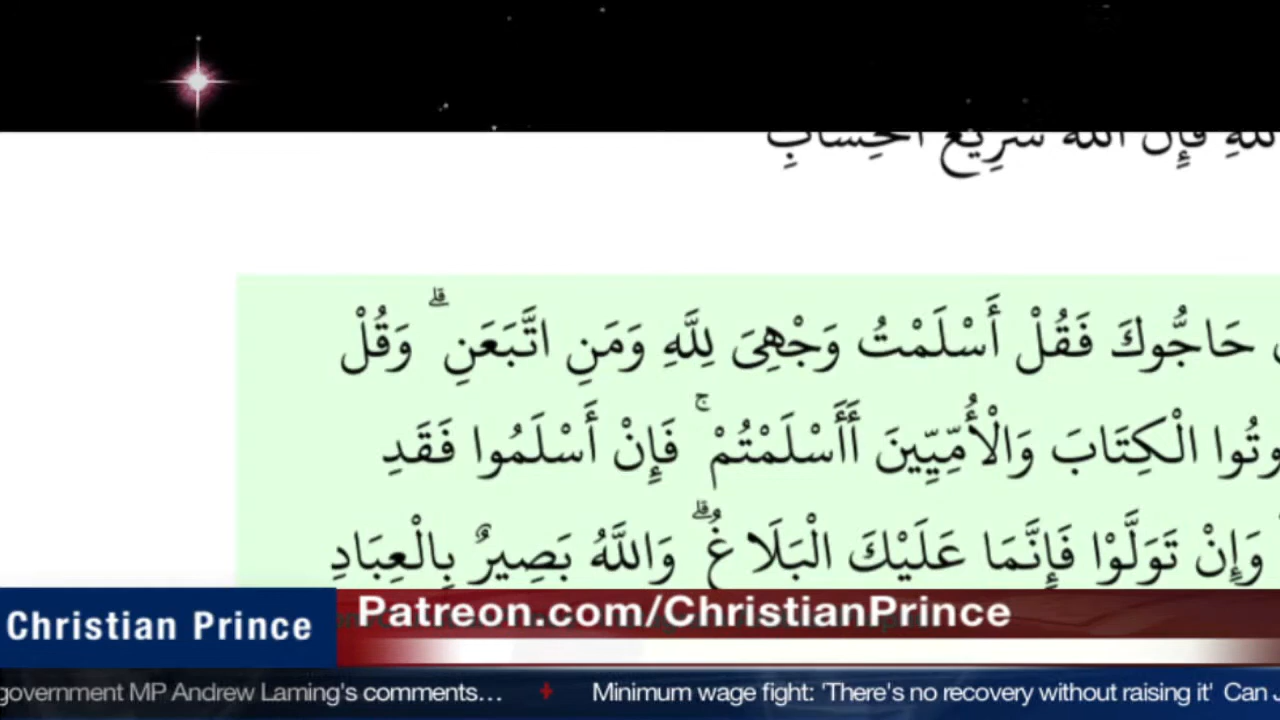 فَإِنَّ اللَّهَ سَرِيعُ الْحِسَابِ
حَاجُّوكَ فَقُلْ أَسْلَمْتُ وَجْهِيَ لِلَّهِ وَمَنِ اتَّبَعَنِ ۗ وَقُلْ
وتُوا الْكِتَابَ وَالْأُمِّيِّينَ أَأَسْلَمْتُمْ ۚ فَإِنْ أَسْلَمُوا فَقَدِ
وَإِنْ تَوَلَّوْا فَإِنَّمَا عَلَيْكَ الْبَلَاغُ ۗ وَاللَّهُ بَصِيرٌ بِالْعِبَادِ
Christian Prince
Patreon.com/ChristianPrince
government MP Andrew Laming's comments... Minimum wage fight: 'There's no recovery without raising it' Can